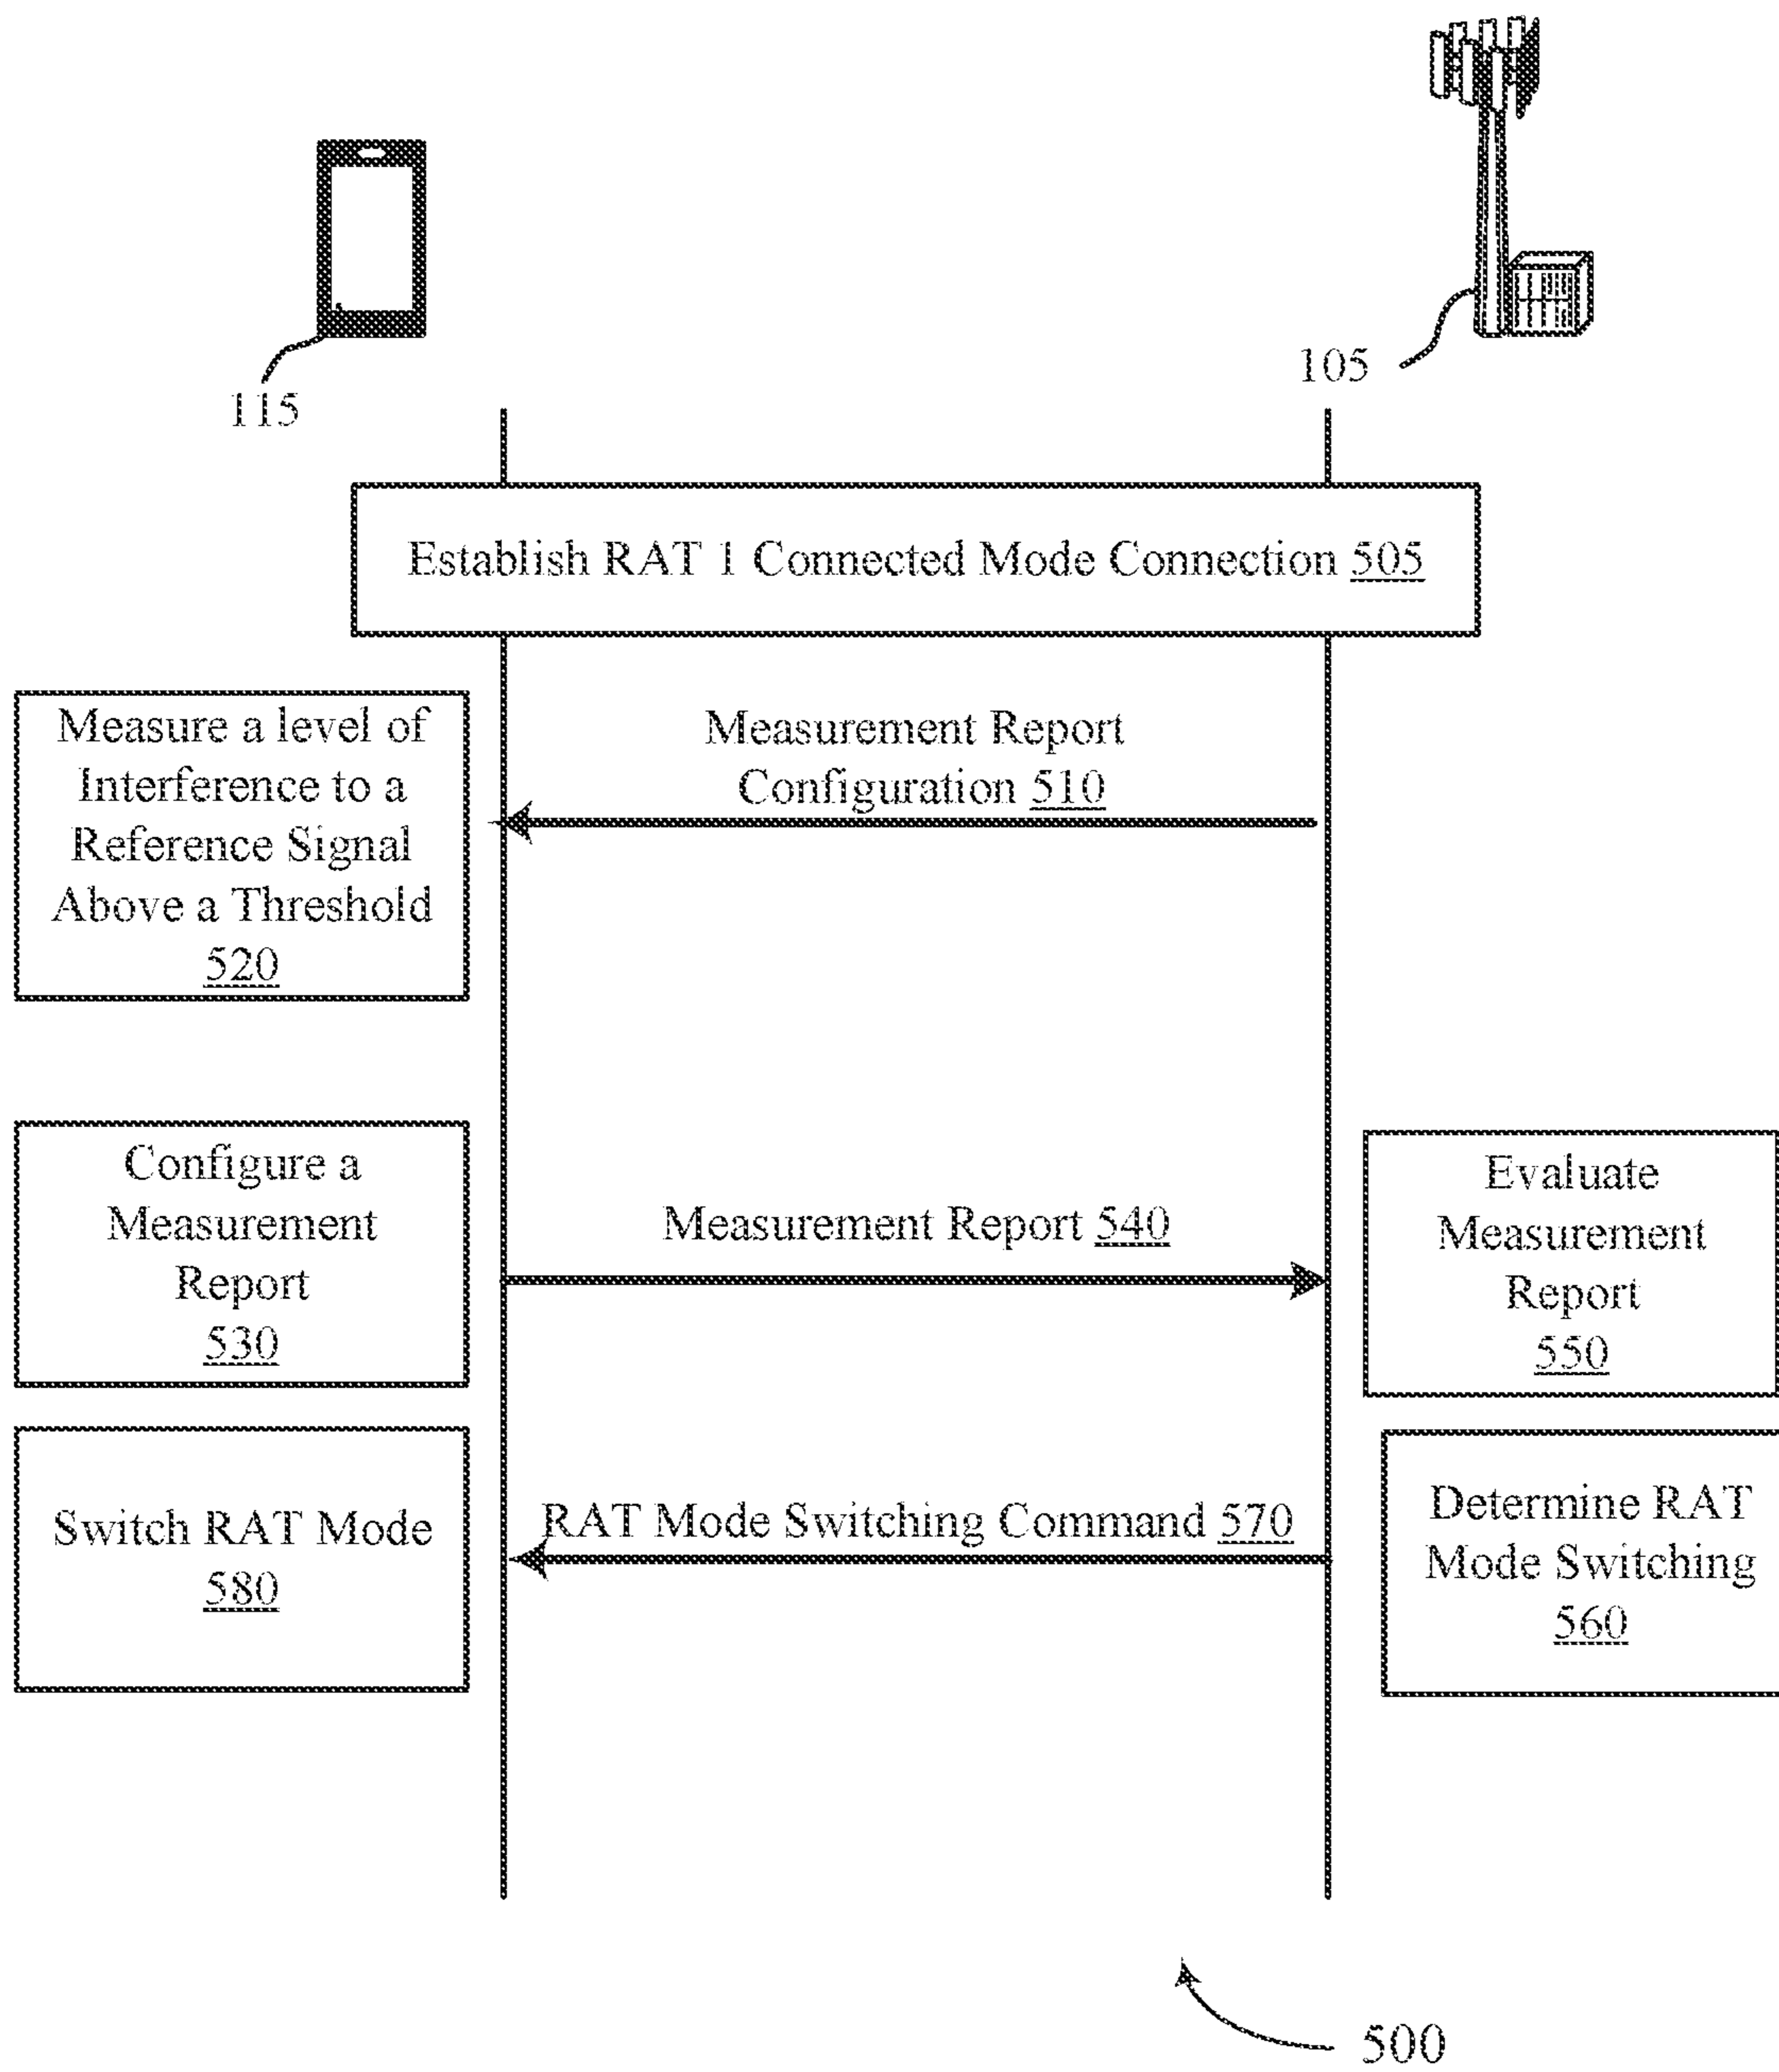 115
105
Establish RAT 1 Connected Mode Connection 505
Measure a level of
Interference to a
Reference Signal
Above a Threshold
520
Measurement Report
Configuration 510
Configure a
Measurement
Report
530
Measurement Report 540
Evaluate
Measurement
Report
550
Switch RAT Mode
580
RAT Mode Switching Command 570
Determine RAT
Mode Switching
560
500